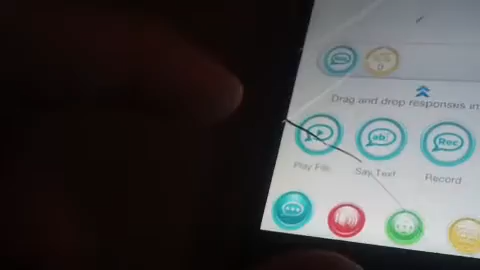 Drag and drop responses in
ab
Rec
Play File
Say Text
Record